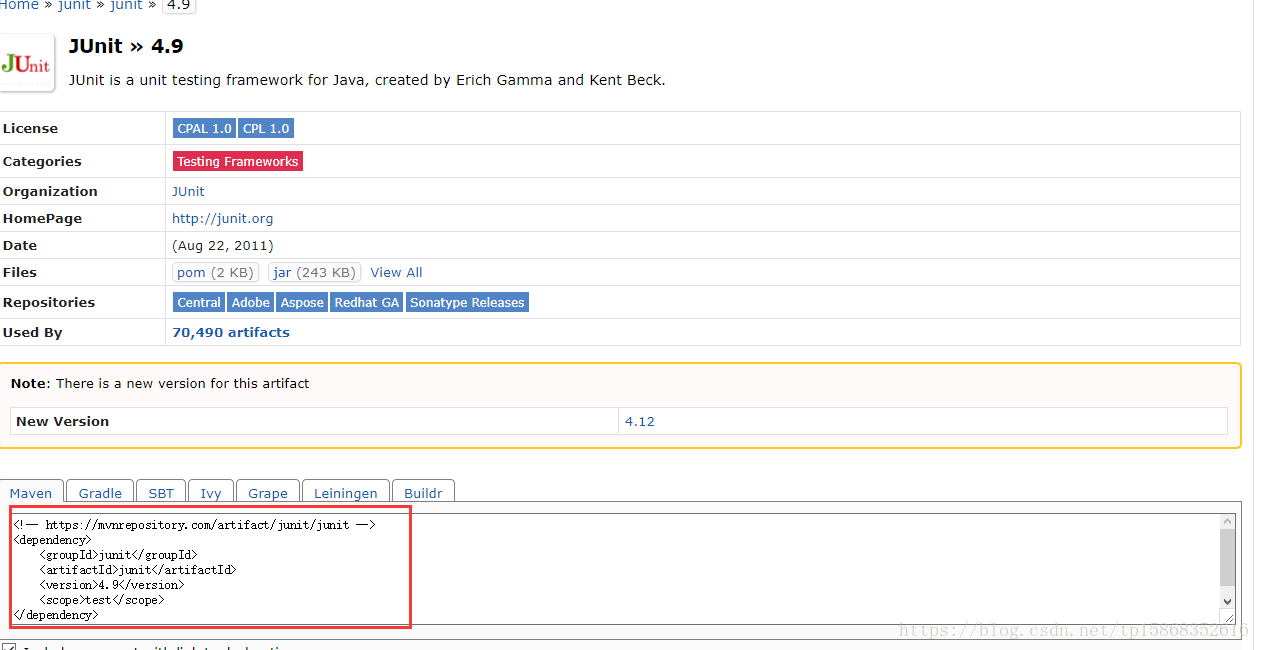 Home » junit » junit » 4.9
JUnit » 4.9
JUnit
JUnit is a unit testing framework for Java, created by Erich Gamma and Kent Beck.
License CPAL 1.0 CPL 1.0
Categories Testing Frameworks
Organization JUnit
HomePage http://junit.org
Date (Aug 22, 2011)
Files pom (2 KB) jar (243 KB) View All
Repositories Central Adobe Aspose Redhat GA Sonatype Releases
Used By 70,490 artifacts
Note: There is a new version for this artifact
New Version 4.12
Maven Gradle SBT Ivy Grape Leiningen Buildr
<!-- https://mvnrepository.com/artifact/junit/junit -->
<dependency>
<groupId>junit</groupId>
<artifactId>junit</artifactId>
<version>4.9</version>
<scope>test</scope>
</dependency>
https://blog.csdn.net/tp15868352616